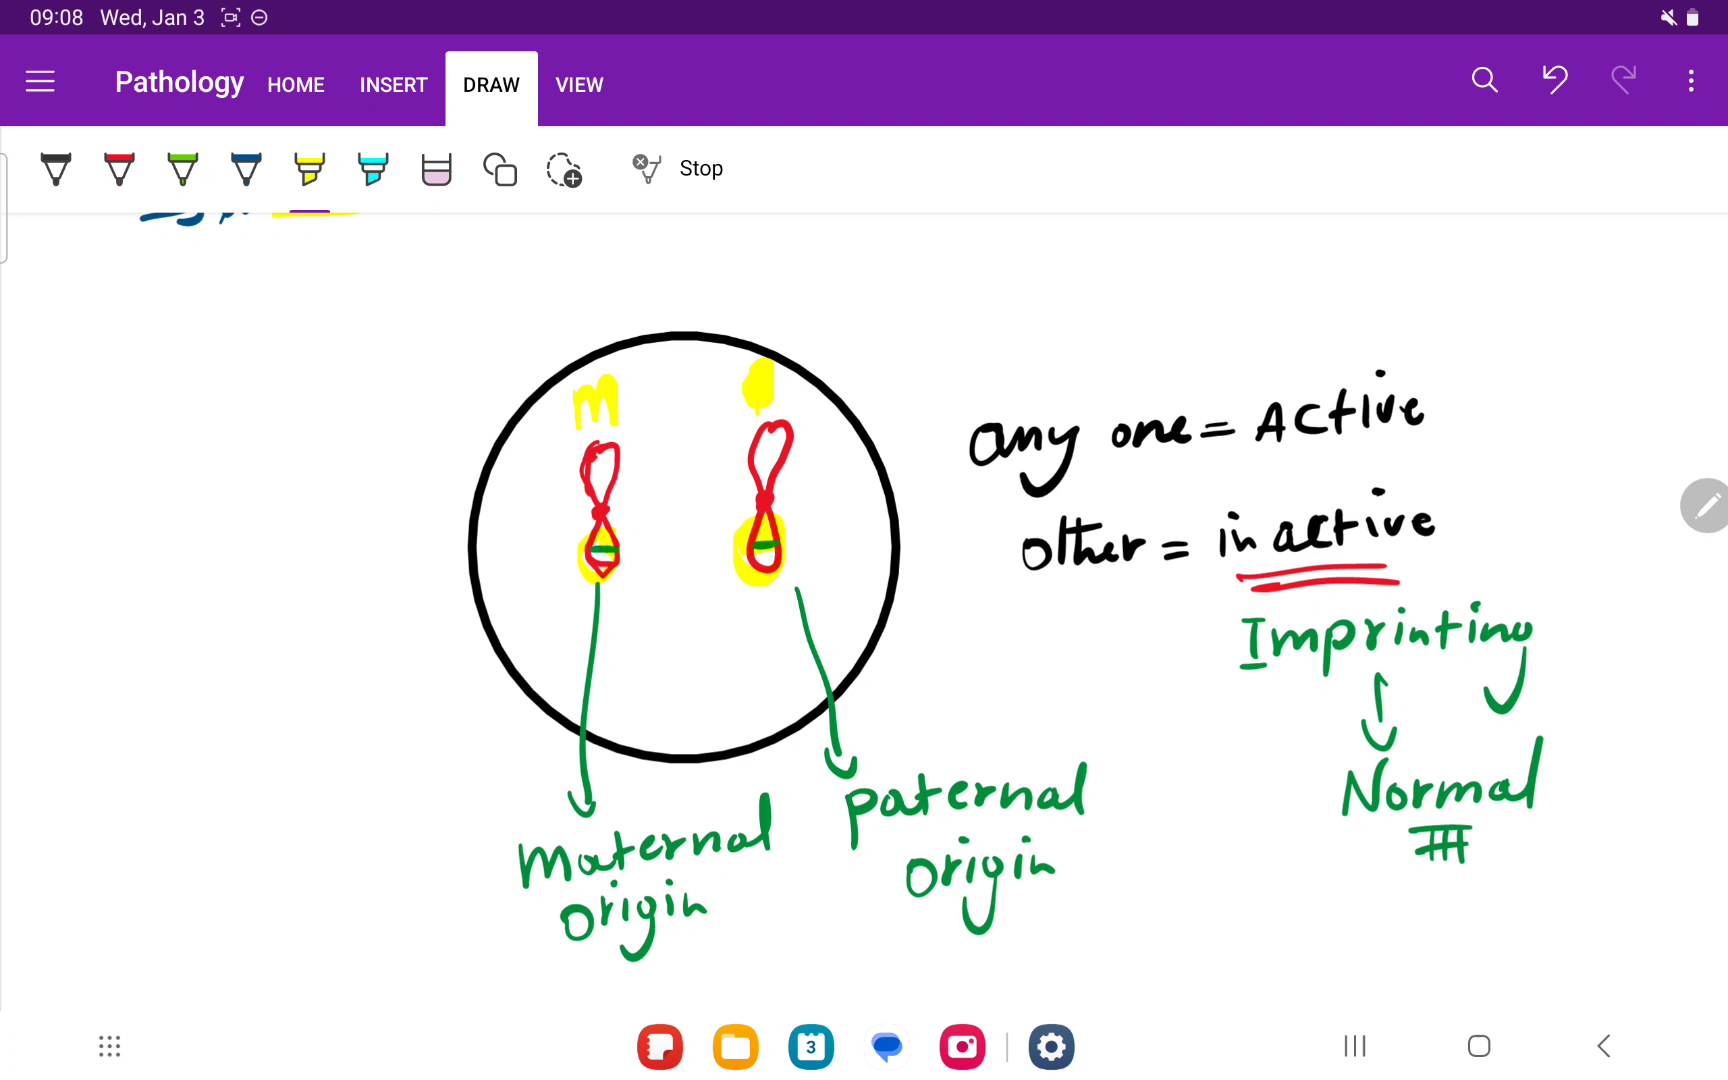 09:08 Wed, Jan 3
Pathology HOME INSERT DRAW VIEW
Stop
m
any one = Active
other = inactive
Imprinting
Normal
maternal
origin
paternal
origin
3